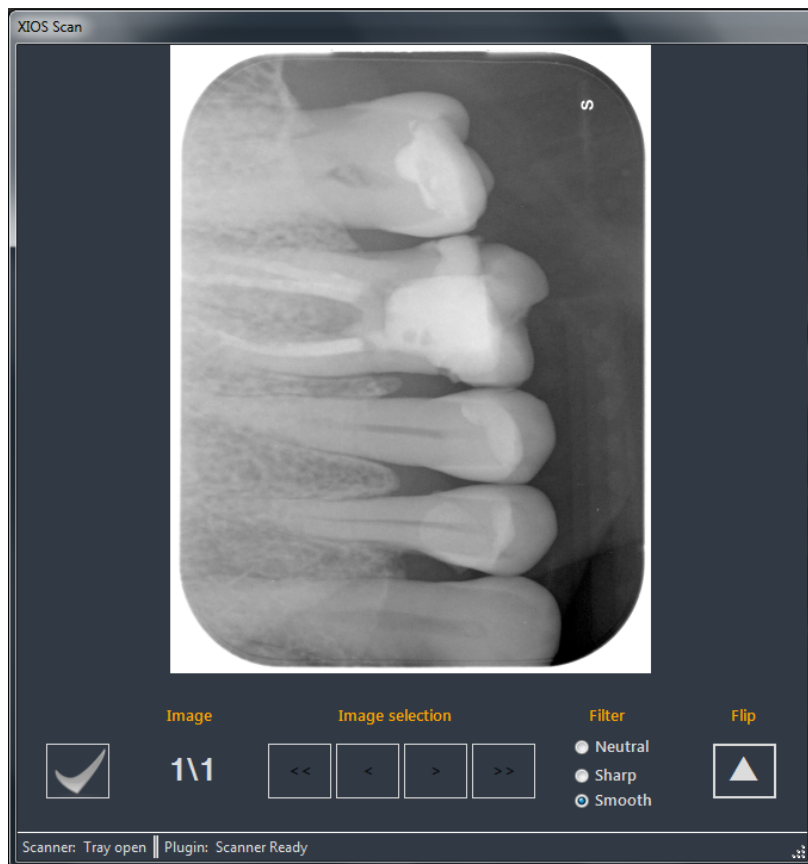 XIOS Scan
S
Image
Image selection
Filter
Flip
1\1
<<
<
>
>>
Neutral
Sharp
Smooth
Scanner: Tray open
Plugin: Scanner Ready